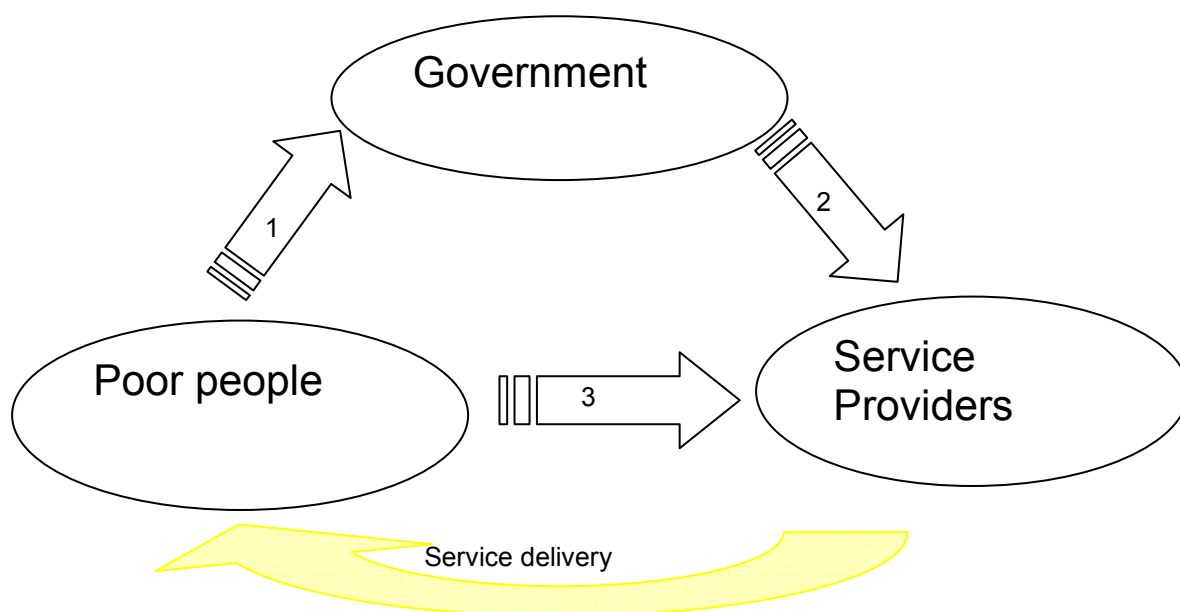 Government
1
2
Poor people
3
Service
Providers
Service delivery